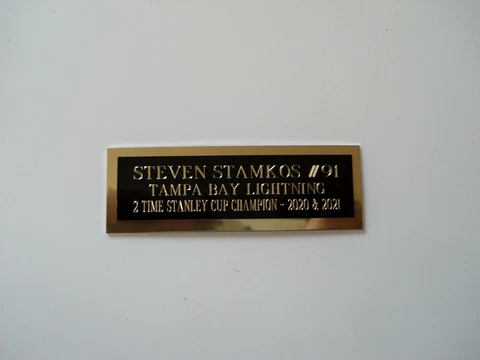 STEVEN STAMKOS #91
TAMPA BAY LIGHTNING
2 TIME STANLEY CUP CHAMPION - 2020 & 2021